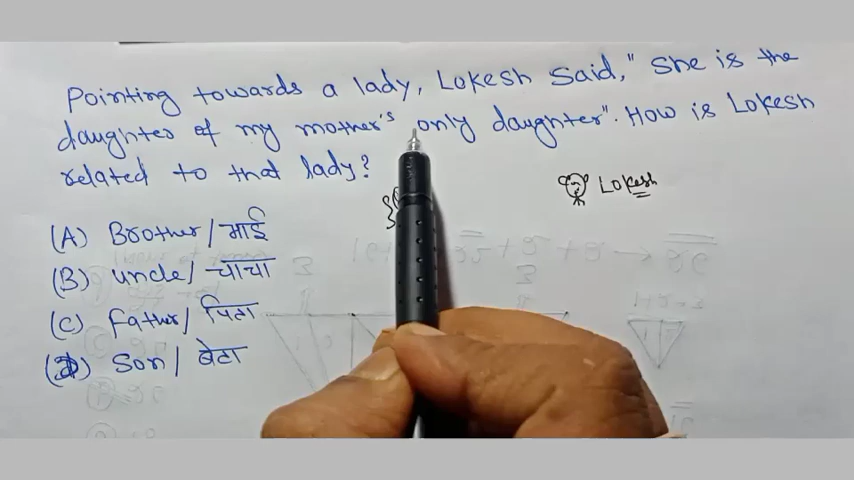 Pointing towards a lady, Lokesh Said, "She is the
daughter of my mother's only daughter". How is Lokesh
related to that lady?
Lokesh
(A) Brother/भाई
(B) uncle/चाचा
(C) Father/पिता
(D) Son/बेटा